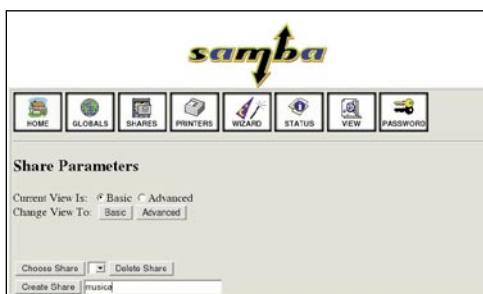 samba
HOME GLOBALS SHARES PRINTERS WIZARD STATUS VIEW PASSWORD
Share Parameters
Current View Is: Basic Advanced
Change View To: Basic Advanced
Choose Share Delete Share
Create Share musica